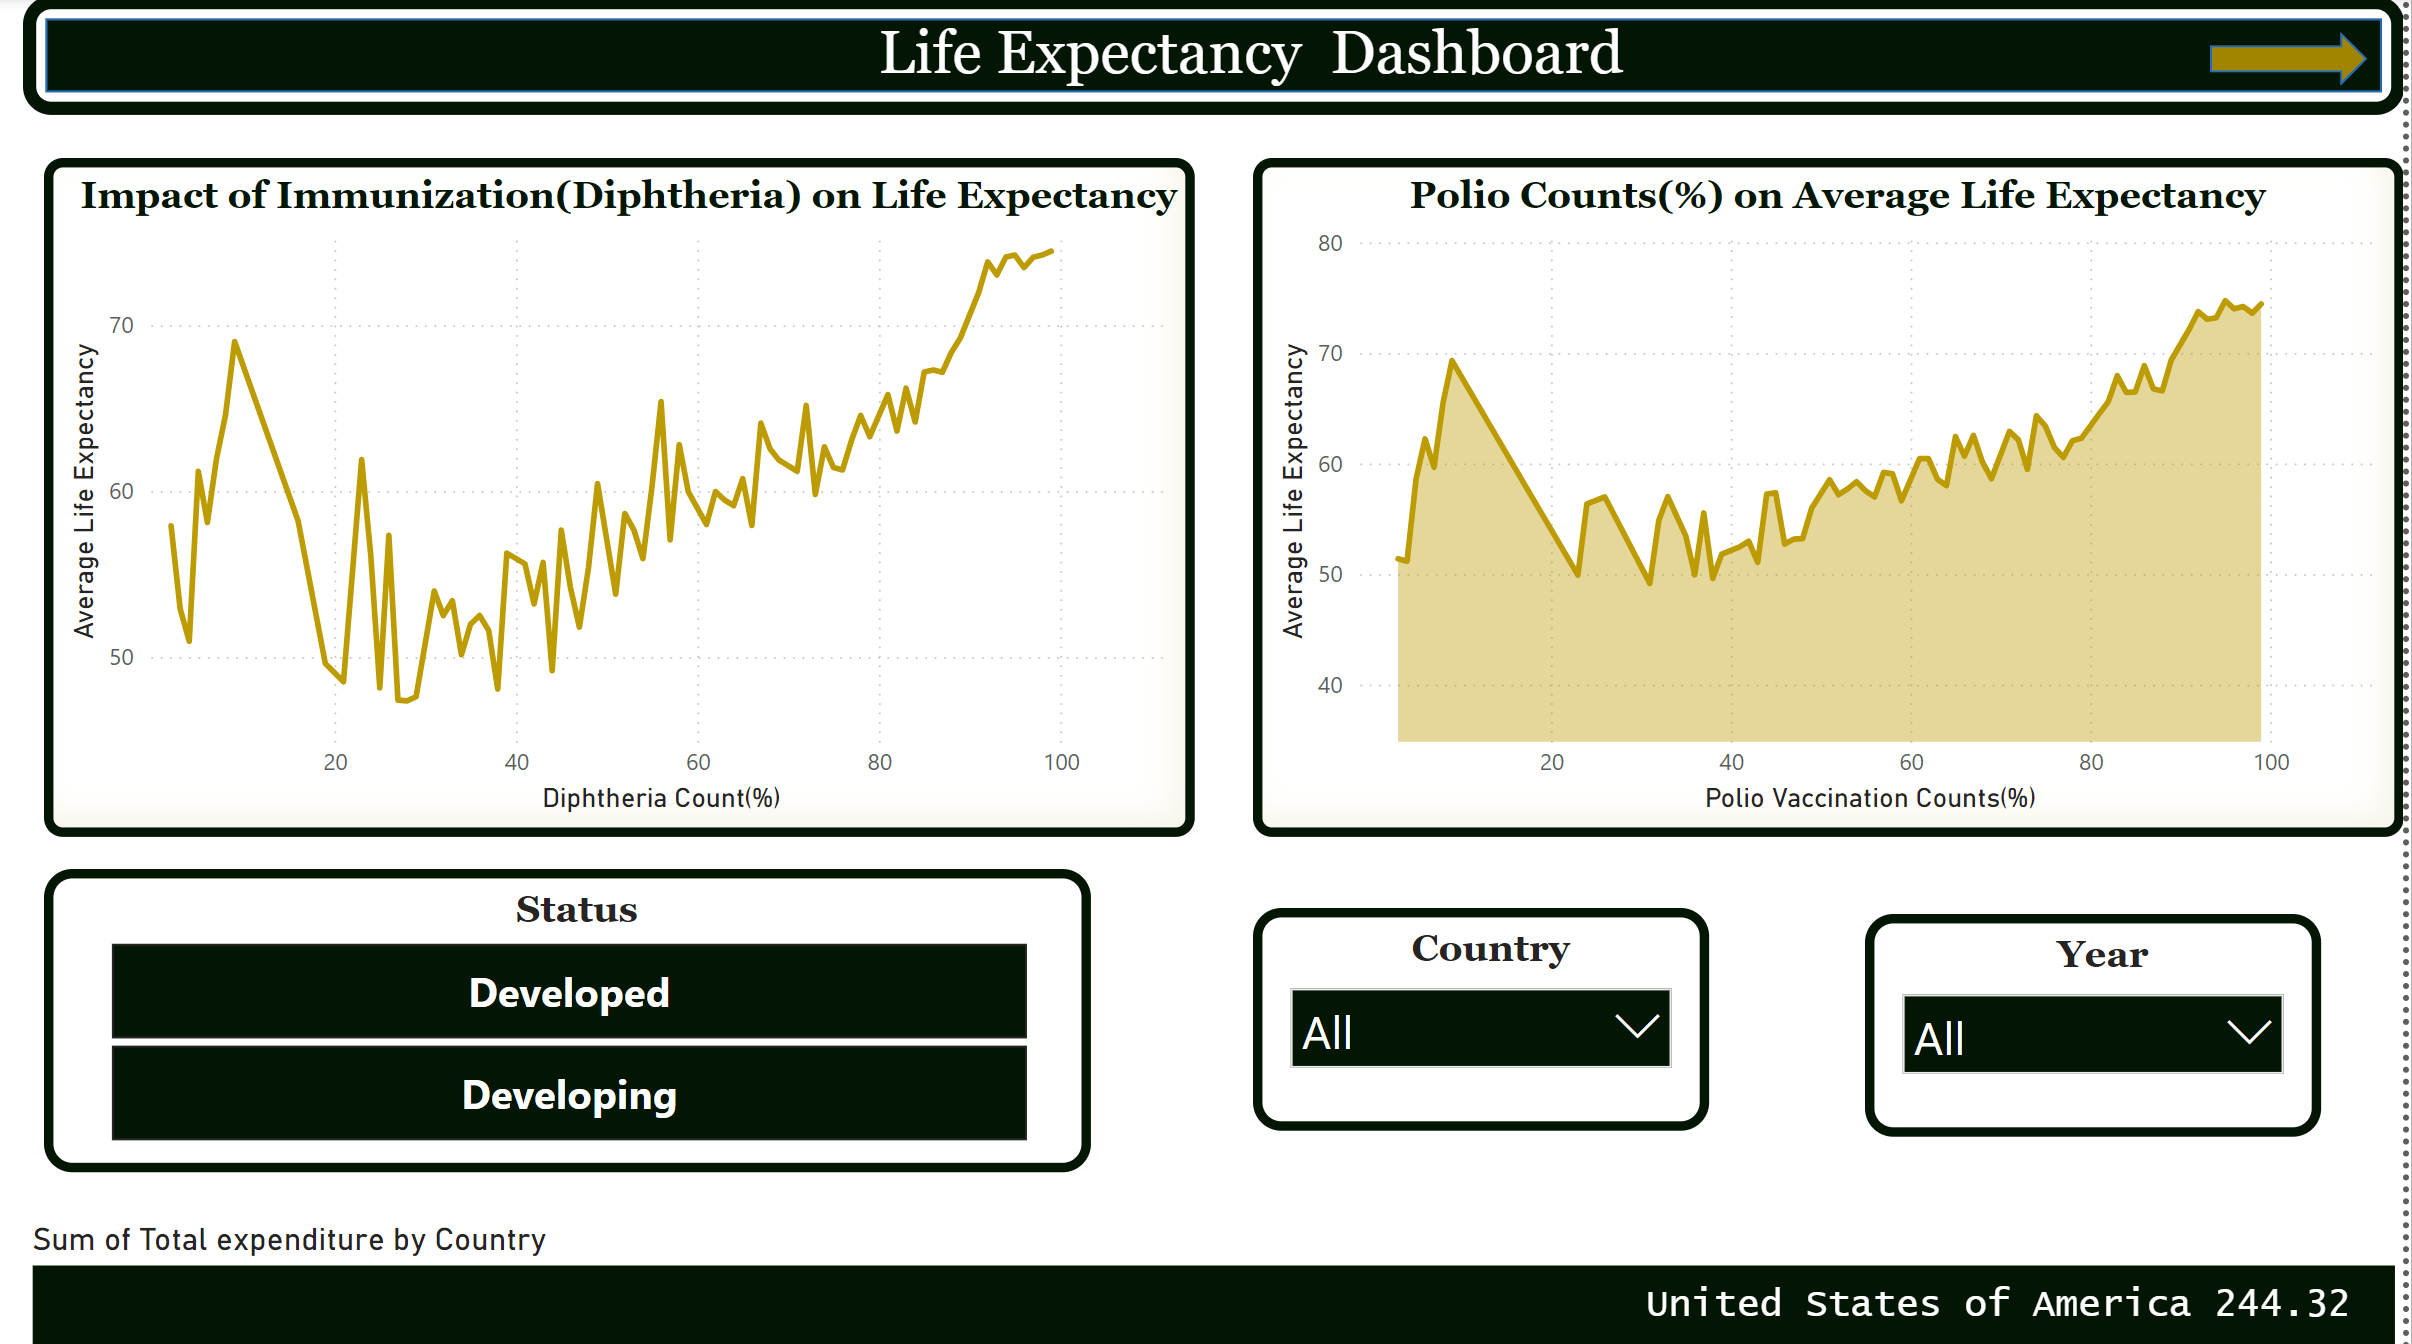 Life Expectancy Dashboard
Impact of Immunization(Diphtheria) on Life Expectancy
Average Life Expectancy
70
60
50
20 40 60 80 100
Diphtheria Count(%)
Polio Counts(%) on Average Life Expectancy
Average Life Expectancy
80
70
60
50
40
20 40 60 80 100
Polio Vaccination Counts(%)
Status
Developed
Developing
Country
All
Year
All
Sum of Total expenditure by Country
United States of America 244.32